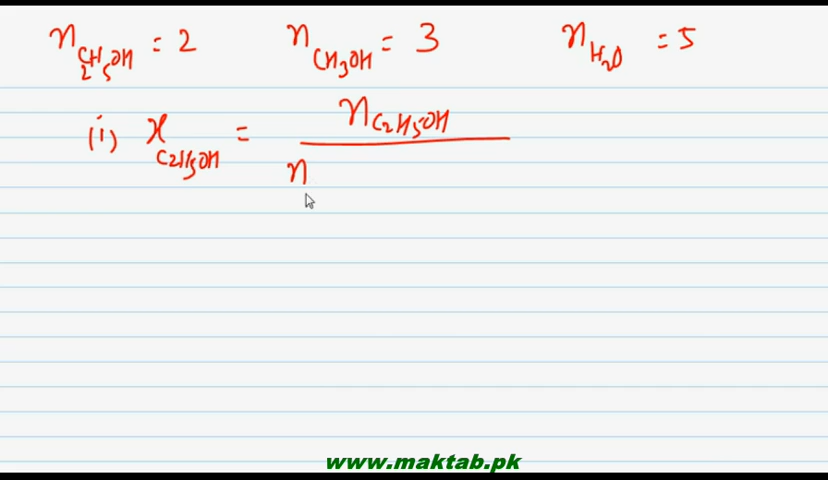 n C2H5OH = 2 n CH3OH = 3 n H2O = 5
(i) x C2H5OH = n C2H5OH
n
www.maktab.pk